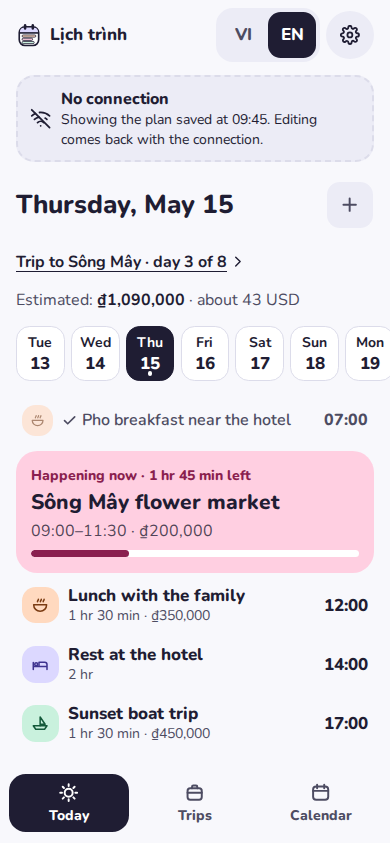 Lịch trình
VI
EN
No connection
Showing the plan saved at 09:45. Editing
comes back with the connection.
Thursday, May 15
Trip to Sông Mây · day 3 of 8
Estimated: ₫1,090,000 · about 43 USD
Tue
13
Wed
14
Thu
15
Fri
16
Sat
17
Sun
18
Mon
19
Pho breakfast near the hotel
07:00
Happening now · 1 hr 45 min left
Sông Mây flower market
09:00–11:30 · ₫200,000
Lunch with the family
1 hr 30 min · ₫350,000
12:00
Rest at the hotel
2 hr
14:00
Sunset boat trip
1 hr 30 min · ₫450,000
17:00
Today
Trips
Calendar